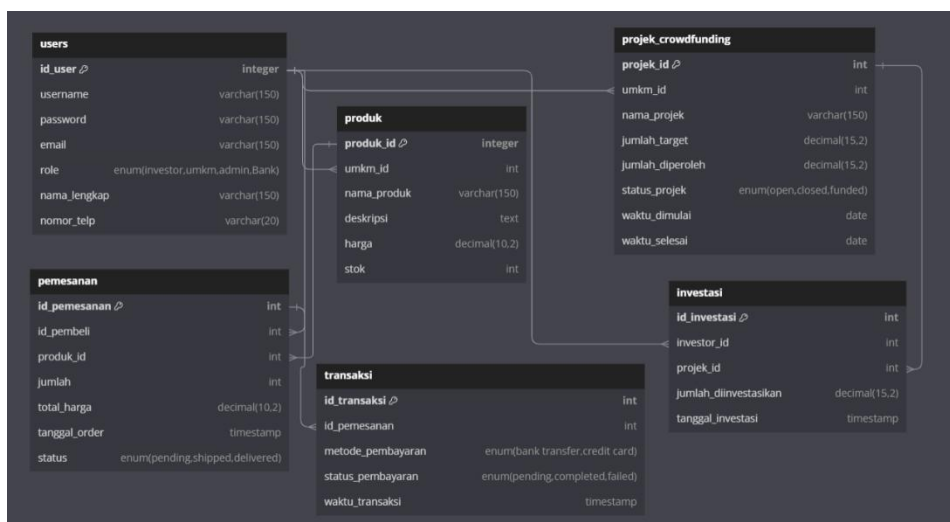 users
id_user integer
username varchar(150)
password varchar(150)
email varchar(150)
role enum(investor,umkm,admin,Bank)
nama_lengkap varchar(150)
nomor_telp varchar(20)
pemesanan
id_pemesanan int
id_pembeli int
produk_id int
jumlah int
total_harga decimal(10,2)
tanggal_order timestamp
status enum(pending,shipped,delivered)
produk
produk_id integer
umkm_id int
nama_produk varchar(150)
deskripsi text
harga decimal(10,2)
stok int
transaksi
id_transaksi int
id_pemesanan int
metode_pembayaran enum(bank transfer,credit card)
status_pembayaran enum(pending,completed,failed)
waktu_transaksi timestamp
projek_crowdfunding
projek_id int
umkm_id int
nama_projek varchar(150)
jumlah_target decimal(15,2)
jumlah_diperoleh decimal(15,2)
status_projek enum(open,closed,funded)
waktu_dimulai date
waktu_selesai date
investasi
id_investasi int
investor_id int
projek_id int
jumlah_diinvestasikan decimal(15,2)
tanggal_investasi timestamp